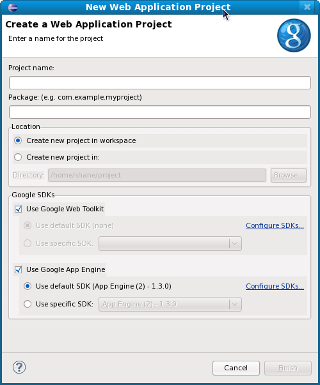 New Web Application Project
Create a Web Application Project
Enter a name for the project
g
Project name:
Package: (e.g. com.example.myproject)
Location
Create new project in workspace
Create new project in:
Directory: /home/shane/project Browse...
Google SDKs
Use Google Web Toolkit
Use default SDK (none) Configure SDKs...
Use specific SDK:
Use Google App Engine
Use default SDK (App Engine (2) - 1.3.0) Configure SDKs...
Use specific SDK: App Engine (2) - 1.3.0
? Cancel Finish